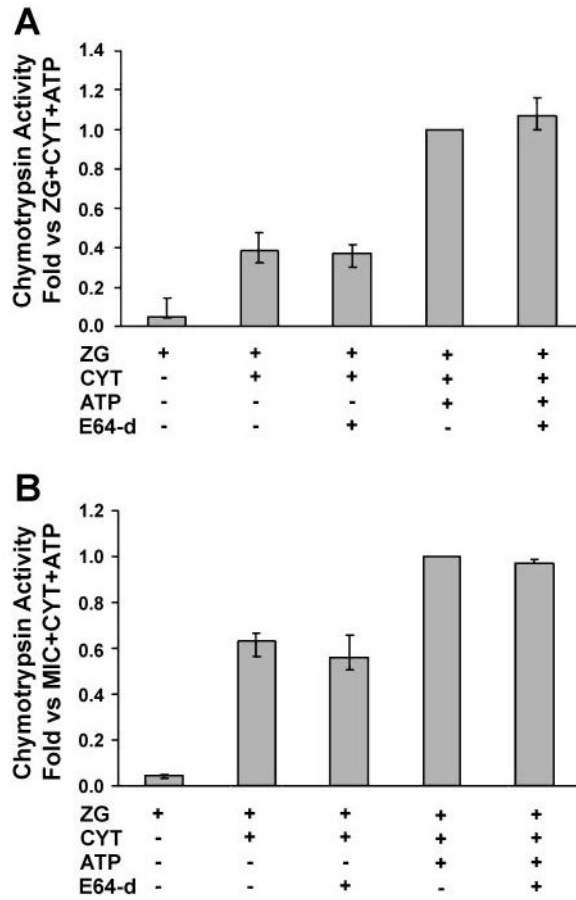 A
Chymotrypsin Activity
Fold vs ZG+CYT+ATP
1.4
1.2
1.0
0.8
0.6
0.4
0.2
0.0
ZG + + + + +
CYT - + + + +
ATP - - - + +
E64-d - - + - +
B
Chymotrypsin Activity
Fold vs MIC+CYT+ATP
1.2
1.0
0.8
0.6
0.4
0.2
0.0
ZG + + + + +
CYT - + + + +
ATP - - - + +
E64-d - - + - +